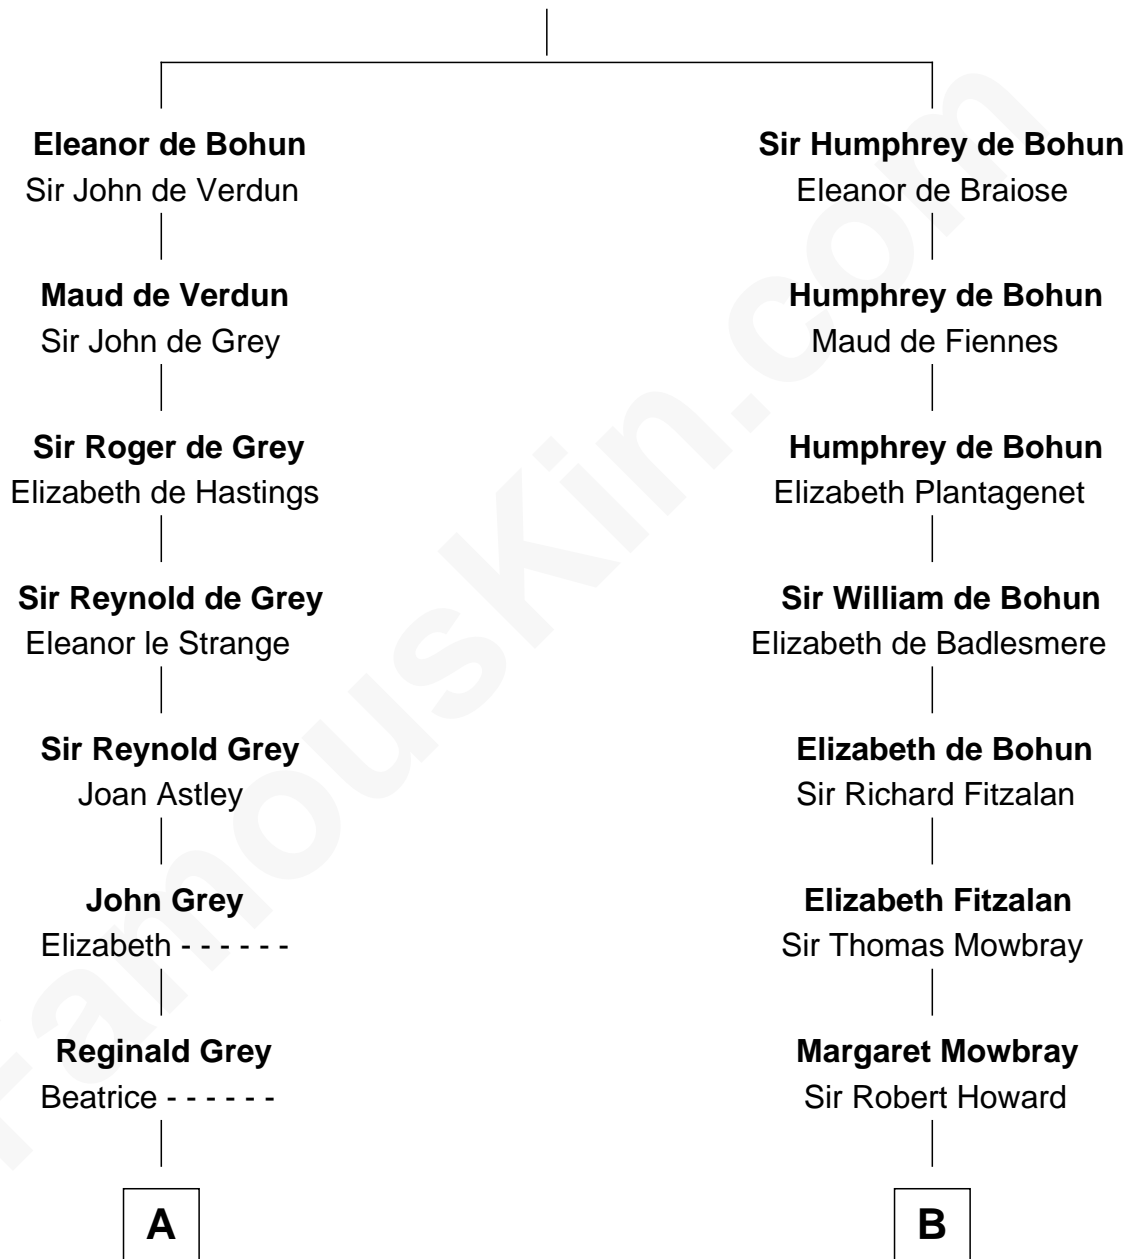 Eleanor de Bohun
Sir John de Verdun
Maud de Verdun
Sir John de Grey
Sir Roger de Grey
Elizabeth de Hastings
Sir Reynold de Grey
Eleanor le Strange
Sir Reynold Grey
Joan Astley
John Grey
Elizabeth - - - - - -
Reginald Grey
Beatrice - - - - - -
A
Sir Humphrey de Bohun
Eleanor de Braiose
Humphrey de Bohun
Maud de Fiennes
Humphrey de Bohun
Elizabeth Plantagenet
Sir William de Bohun
Elizabeth de Badlesmere
Elizabeth de Bohun
Sir Richard Fitzalan
Elizabeth Fitzalan
Sir Thomas Mowbray
Margaret Mowbray
Sir Robert Howard
B
FamousKin.com